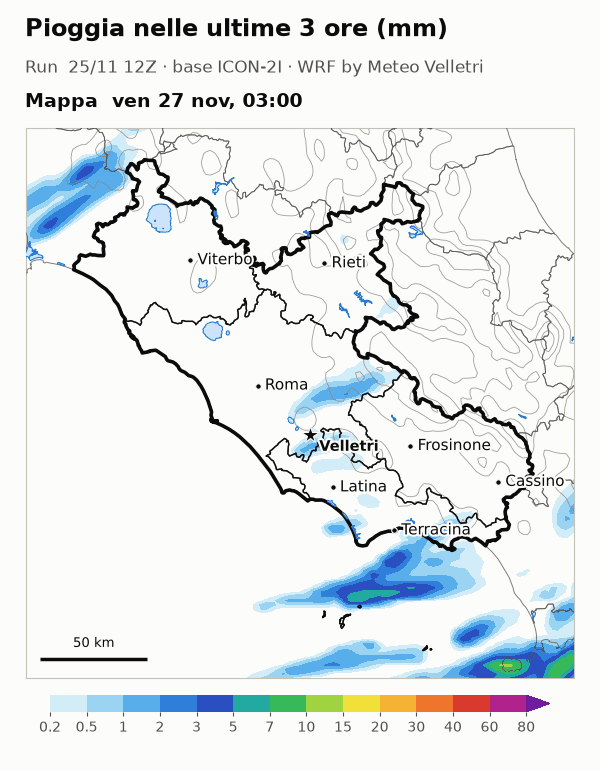 Pioggia nelle ultime 3 ore (mm)
Run  25/11 12Z · base ICON-2I · WRF by Meteo Velletri
Mappa  ven 27 nov, 03:00
Viterbo
Rieti
Roma
Velletri
Frosinone
Cassino
Latina
Terracina
50 km
0.2 0.5 1 2 3 5 7 10 15 20 30 40 60 80